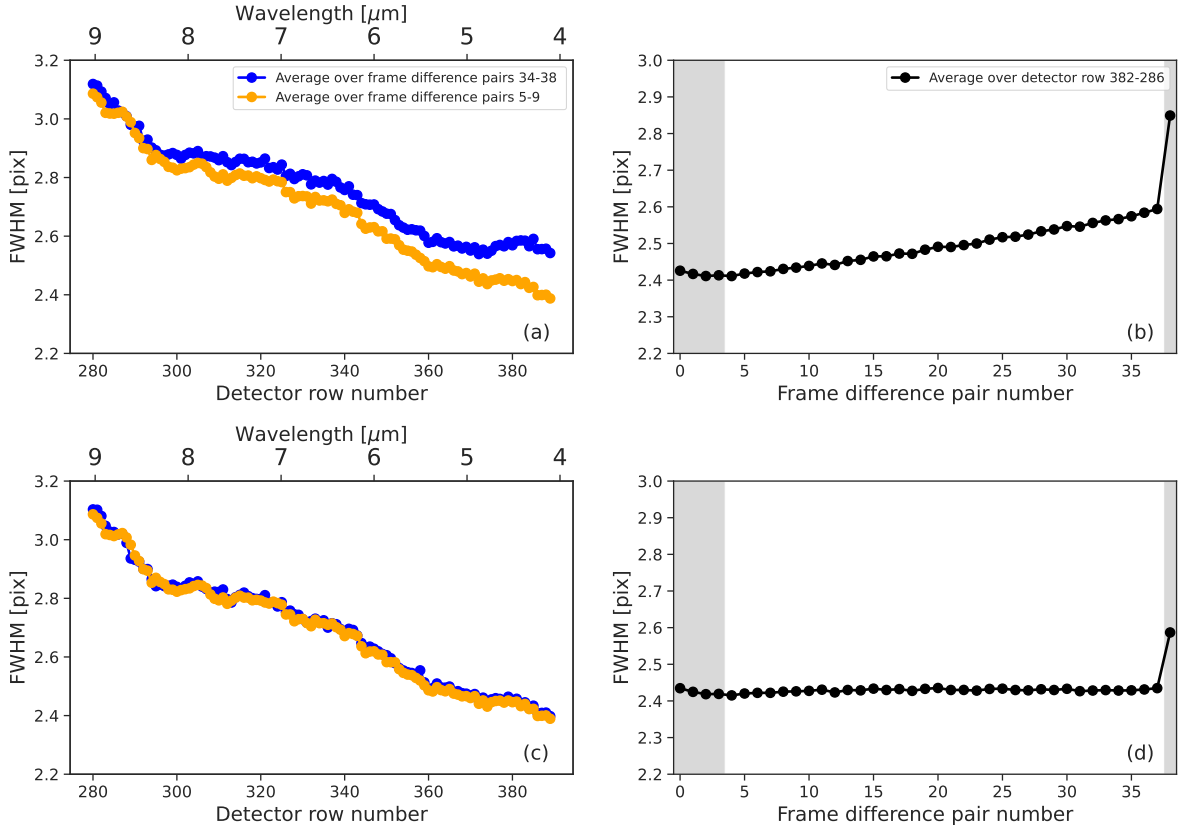 Wavelength [μm]
9 8 7 6 5 4
3.2
3.0
2.8
2.6
2.4
2.2
FWHM [pix]
Average over frame difference pairs 34-38
Average over frame difference pairs 5-9
(a)
280 300 320 340 360 380
Detector row number
3.0
2.9
2.8
2.7
2.6
2.5
2.4
2.3
2.2
FWHM [pix]
Average over detector row 382-286
(b)
0 5 10 15 20 25 30 35
Frame difference pair number
Wavelength [μm]
9 8 7 6 5 4
3.2
3.0
2.8
2.6
2.4
2.2
FWHM [pix]
(c)
280 300 320 340 360 380
Detector row number
3.0
2.9
2.8
2.7
2.6
2.5
2.4
2.3
2.2
FWHM [pix]
(d)
0 5 10 15 20 25 30 35
Frame difference pair number